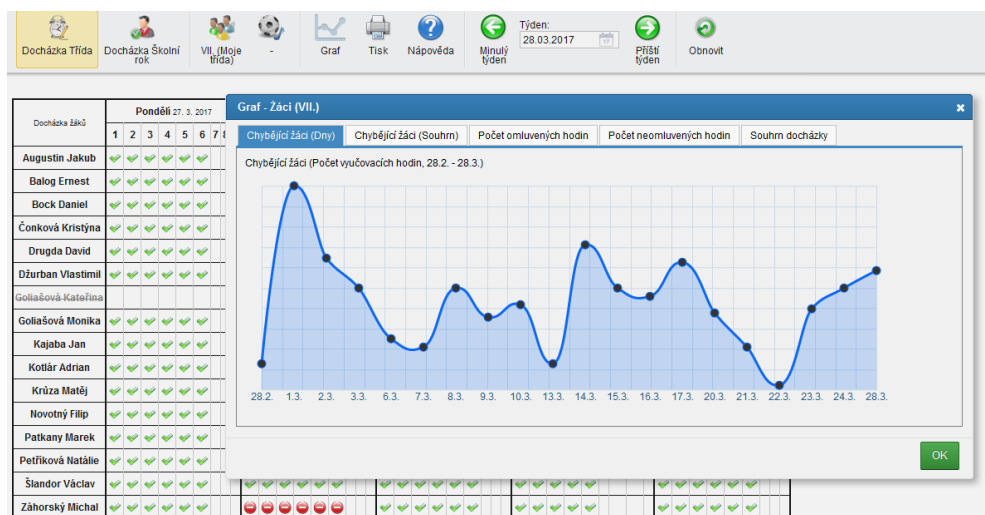 Docházka Třída
Docházka Školní rok
VII. (Moje třída)
-
Graf
Tisk
Nápověda
Minulý týden
Týden:
28.03.2017
Příští týden
Obnovit
Docházka žáků
Pondělí 27. 3. 2017
1 2 3 4 5 6 7
Augustin Jakub
Balog Ernest
Bock Daniel
Čonková Kristýna
Drugda David
Džurban Vlastimil
Goliašová Kateřina
Goliašová Monika
Kajaba Jan
Kotlár Adrian
Krúza Matěj
Novotný Filip
Patkany Marek
Petříková Natálie
Šlandor Václav
Záhorský Michal
Graf - Žáci (VII.)
Chybějící žáci (Dny) Chybějící žáci (Souhrn) Počet omluvených hodin Počet neomluvených hodin Souhrn docházky
Chybějící žáci (Počet vyučovacích hodin, 28.2. - 28.3.)
28.2. 1.3. 2.3. 3.3. 6.3. 7.3. 8.3. 9.3. 10.3. 13.3. 14.3. 15.3. 16.3. 17.3. 20.3. 21.3. 22.3. 23.3. 24.3. 28.3.
OK